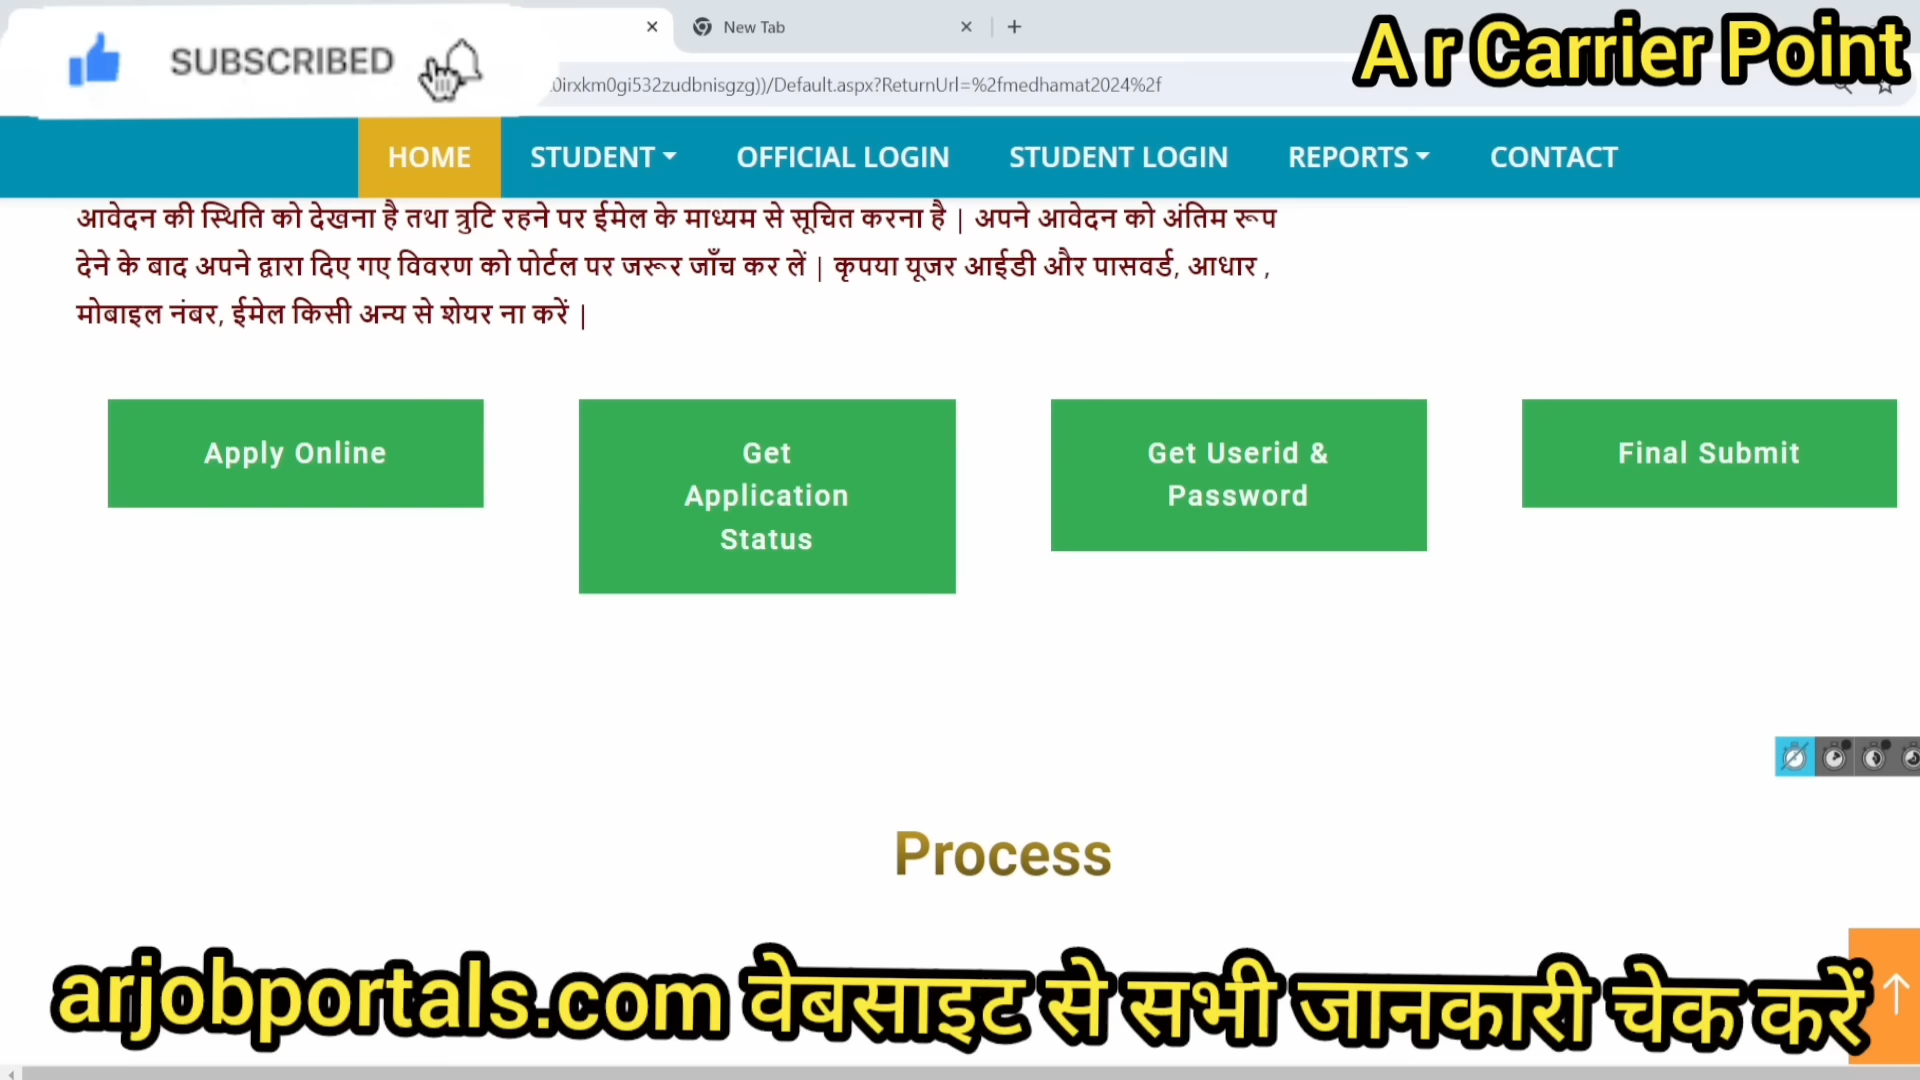 SUBSCRIBED
New Tab
A r Carrier Point
0irxkm0gi532zudbnisgzg))/Default.aspx?ReturnUrl=%2fmedhamat2024%2f
HOME STUDENT OFFICIAL LOGIN STUDENT LOGIN REPORTS CONTACT
आवेदन की स्थिति को देखना है तथा त्रुटि रहने पर ईमेल के माध्यम से सूचित करना है | अपने आवेदन को अंतिम रूप
देने के बाद अपने द्वारा दिए गए विवरण को पोर्टल पर जरूर जाँच कर लें | कृपया यूजर आईडी और पासवर्ड, आधार ,
मोबाइल नंबर, ईमेल किसी अन्य से शेयर ना करें |
Apply Online
Get
Application
Status
Get Userid &
Password
Final Submit
Process
arjobportals.com वेबसाइट से सभी जानकारी चेक करें